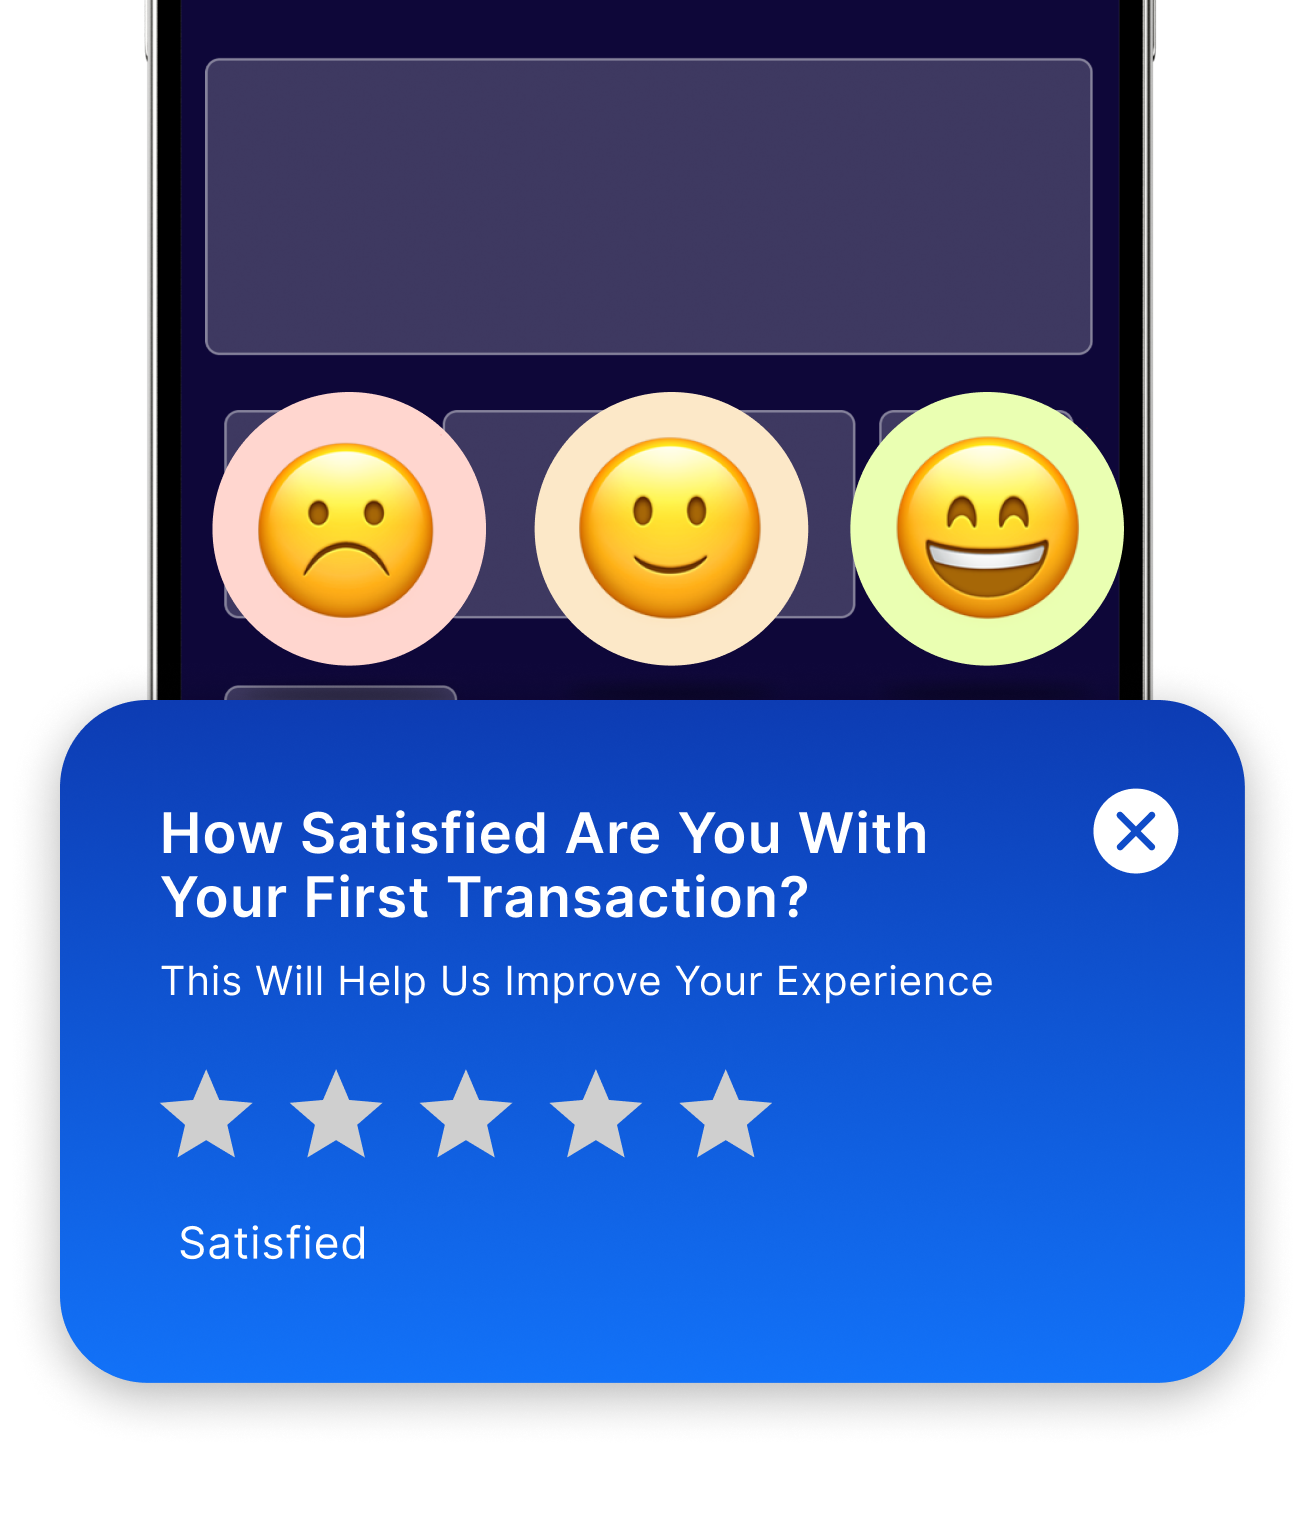 How Satisfied Are You With
Your First Transaction?
This Will Help Us Improve Your Experience
Satisfied